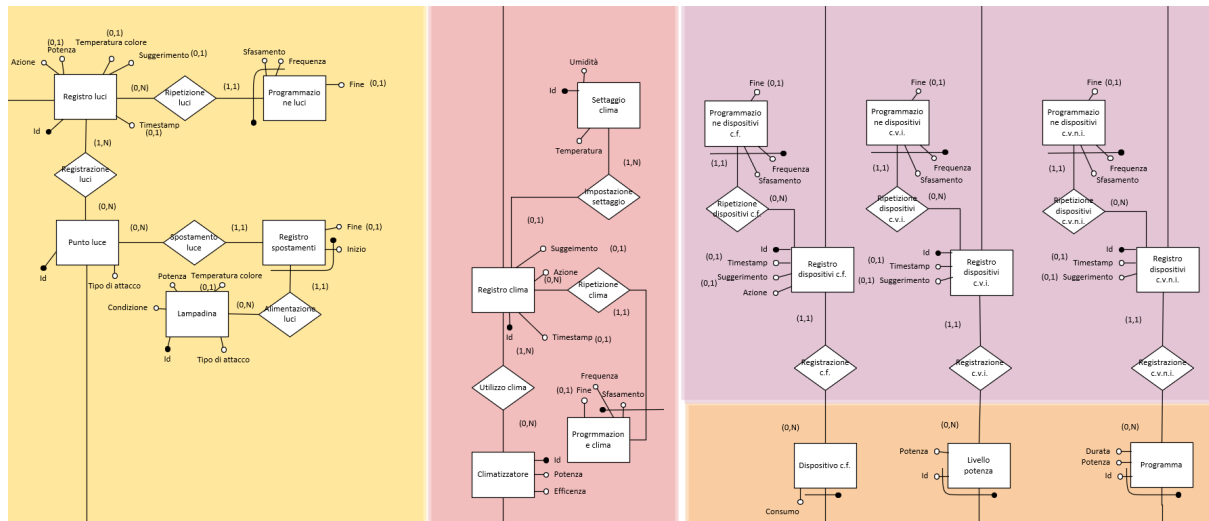 (0,1)
Potenza
(0,1)
Temperatura colore
Azione
Suggerimento (0,1)
Registro luci
(0,N)
Ripetizione
luci
(1,1)
Sfasamento
Frequenza
Programmazio
ne luci
Fine (0,1)
Id
Timestamp
(0,1)
(1,N)
Registrazione
luci
(0,N)
Punto luce
(0,N)
Spostamento
luce
(1,1)
Registro
spostamenti
Fine (0,1)
Inizio
Id
Tipo di attacco
(1,1)
Potenza
Temperatura colore
(0,1)
Condizione
Lampadina
(0,N)
Alimentazione
luci
Id
Tipo di attacco
Umidità
Id
Settaggio
clima
Temperatura
(1,N)
Impostazione
settaggio
(0,1)
Suggeimento
(0,1)
Azione
(0,N)
Registro clima
Ripetizione
clima
(1,1)
Id
Timestamp (0,1)
(1,N)
Utilizzo clima
Frequenza
(0,1) Fine
Sfasamento
(0,N)
Progrmmazion
e clima
Climatizzatore
Id
Potenza
Efficenza
Fine (0,1)
Programmazio
ne dispositivi
c.f.
(1,1)
Frequenza
Sfasamento
Ripetizione
dispositivi c.f.
(0,N)
Id
(0,1)
Timestamp
Suggerimento
(0,1)
Azione
Registro
dispositivi c.f.
(1,1)
Registrazione
c.f.
(0,N)
Dispositivo c.f.
Consumo
Fine (0,1)
Programmazio
ne dispositivi
c.v.i.
(1,1)
Frequenza
Sfasamento
Ripetizione
dispositivi
c.v.i.
(0,N)
Id
(0,1)
Timestamp
(0,1)
Suggerimento
Registro
dispositivi
c.v.i.
(1,1)
Registrazione
c.v.i.
(0,N)
Potenza
Id
Livello
potenza
Fine (0,1)
Programmazio
ne dispositivi
c.v.n.i.
(1,1)
Frequenza
Sfasamento
Ripetizione
dispositivi
c.v.n.i.
(0,N)
Id
(0,1)
Timestamp
(0,1) Suggerimento
Registro
dispositivi
c.v.n.i.
(1,1)
Registrazione
c.v.n.i.
(0,N)
Durata
Potenza
Id
Programma